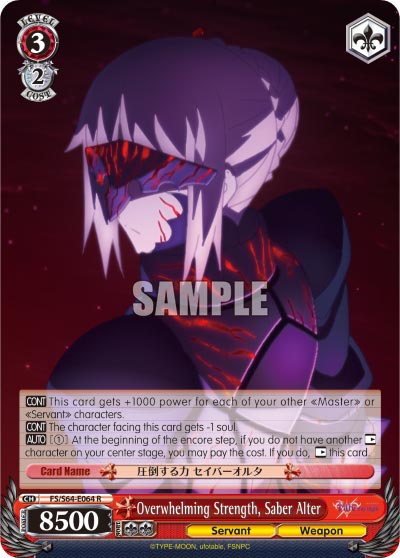 LEVEL
3
2
COST
SAMPLE
CONT This card gets +1000 power for each of your other «Master» or
«Servant» characters.
CONT The character facing this card gets -1 soul.
AUTO [①] At the beginning of the encore step, if you do not have another
character on your center stage, you may pay the cost. If you do, this card.
Card Name 圧倒する力 セイバーオルタ
CH FS/S64-E064 R
POWER 8500 Overwhelming Strength, Saber Alter
Servant Weapon
©TYPE-MOON, ufotable, FSNPC